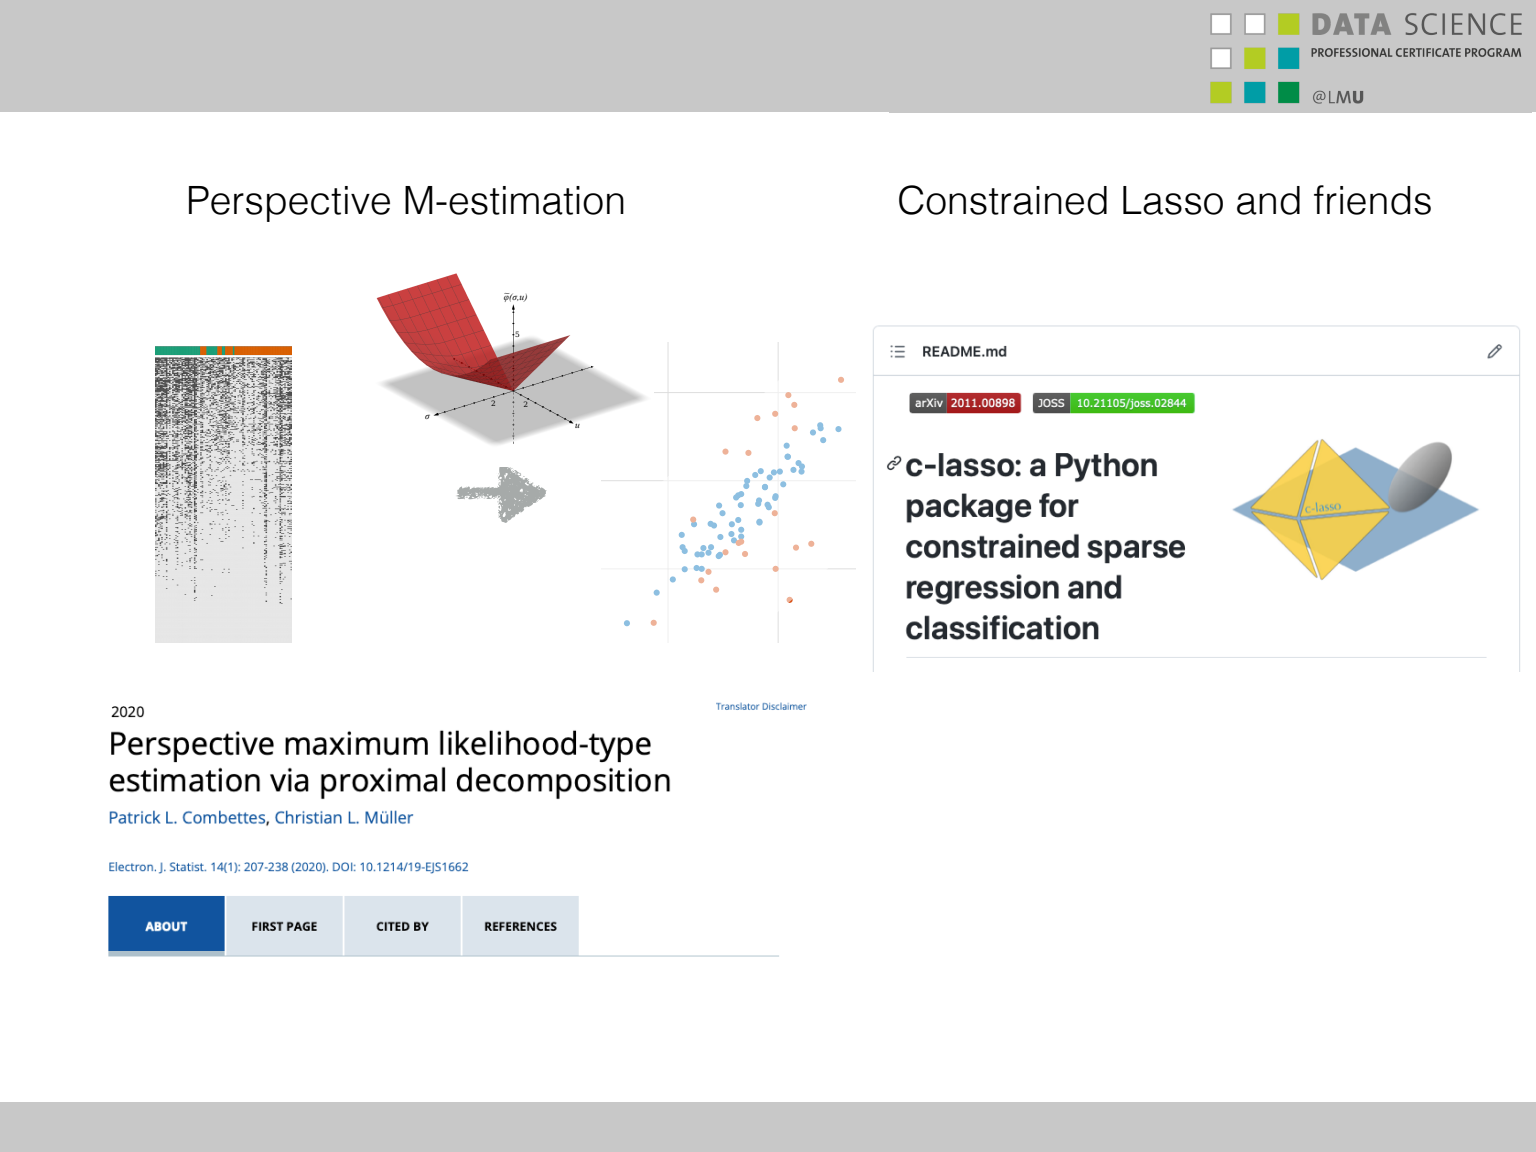 DATA SCIENCE
PROFESSIONAL CERTIFICATE PROGRAM
@LMU
Perspective M-estimation
Constrained Lasso and friends
φ̃(σ,u)
5
2
2
σ
u
README.md
arXiv 2011.00898
JOSS 10.21105/joss.02844
c-lasso: a Python
package for
constrained sparse
regression and
classification
c-lasso
2020
Translator Disclaimer
Perspective maximum likelihood-type
estimation via proximal decomposition
Patrick L. Combettes, Christian L. Müller
Electron. J. Statist. 14(1): 207-238 (2020). DOI: 10.1214/19-EJS1662
ABOUT
FIRST PAGE
CITED BY
REFERENCES